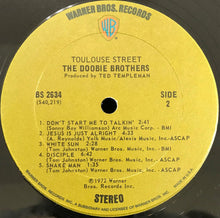 WARNER BROS. RECORDS
TOULOUSE STREET
THE DOOBIE BROTHERS
Produced by TED TEMPLEMAN
BS 2634
(S40,219)
SIDE
2
1. DON'T START ME TO TALKIN' 2:41
(Sonny Boy Williamson) Arc Music Corp. - BMI
2. JESUS IS JUST ALRIGHT 4:33
(A. Reynolds) Yolk Music/Alexis Music, Inc.-ASCAP
3. WHITE SUN 2:28
(Tom Johnston) Warner Bros. Music Inc. - ASCAP
4. DISCIPLE 6:42
(Tom Johnston) Warner Bros. Music Inc. - ASCAP
5. SNAKE MAN 1:35
(Tom Johnston) Warner Bros. Music Inc. - ASCAP
©1972 Warner
Bros. Records Inc.
STEREO